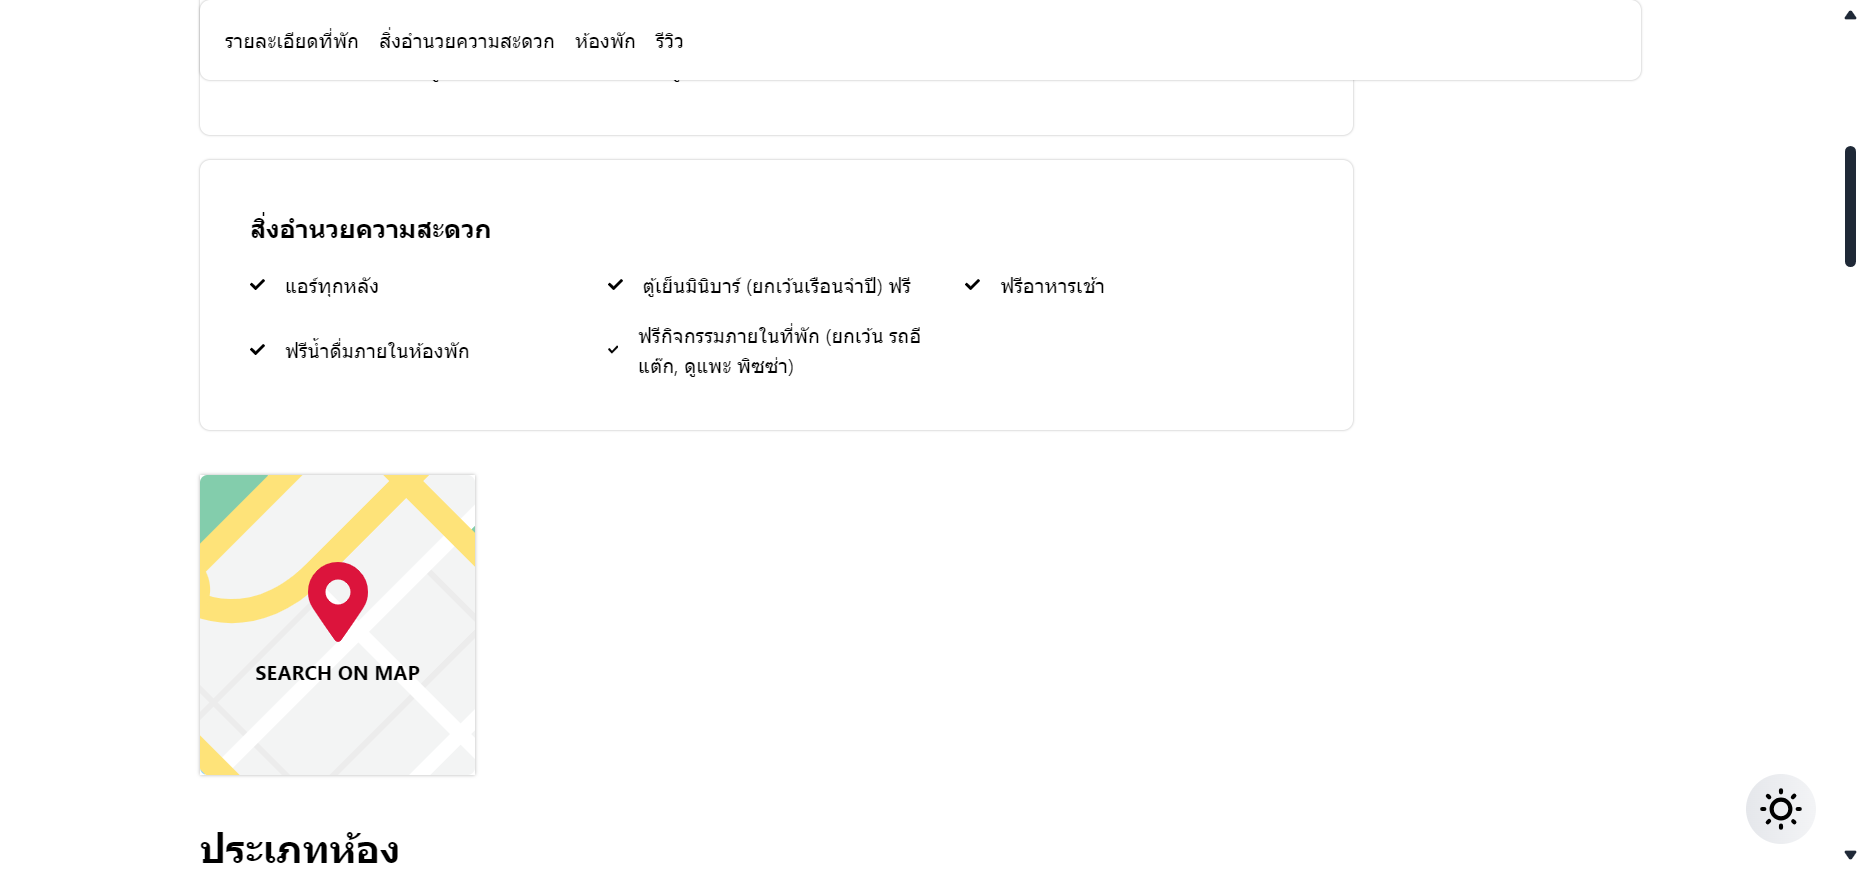 รายละเอียดที่พัก สิ่งอำนวยความสะดวก ห้องพัก รีวิว
สิ่งอำนวยความสะดวก
แอร์ทุกหลัง
ตู้เย็นมินิบาร์ (ยกเว้นเรือนจำปี) ฟรี
ฟรีอาหารเช้า
ฟรีน้ำดื่มภายในห้องพัก
ฟรีกิจกรรมภายในที่พัก (ยกเว้น รถอี
แต๊ก, ดูแพะ พิซซ่า)
SEARCH ON MAP
ประเภทห้อง